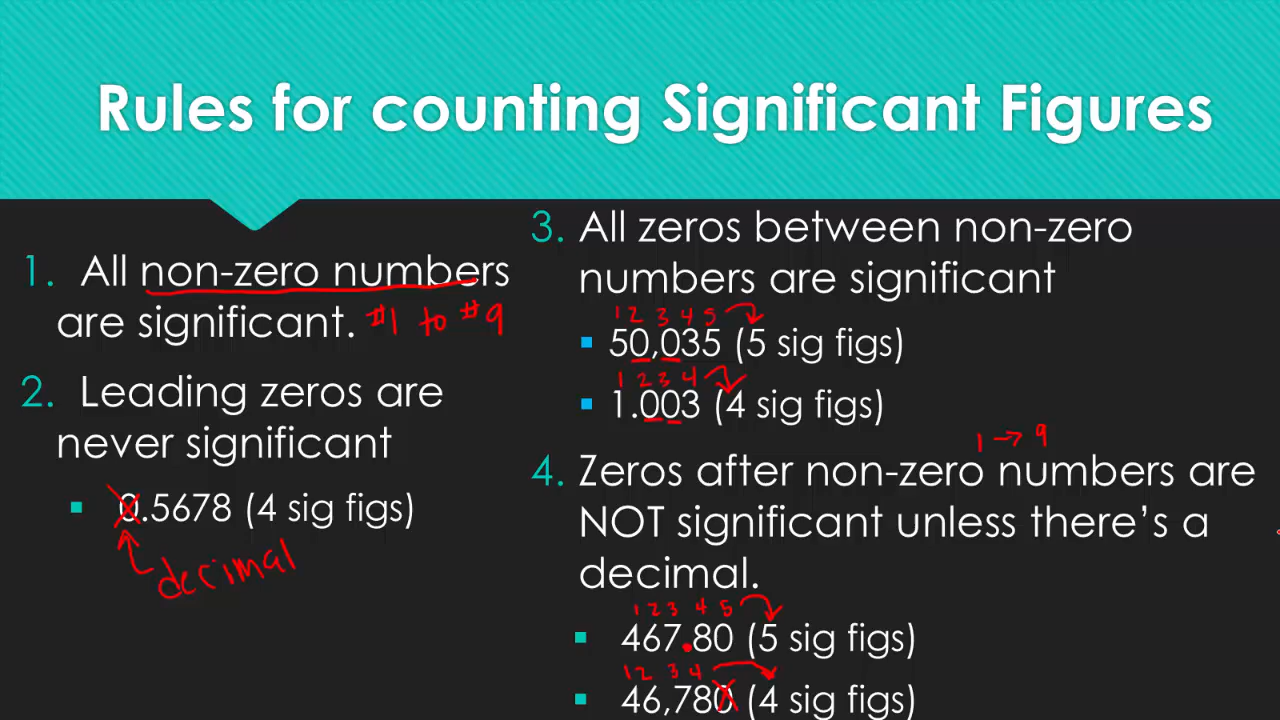 Rules for counting Significant Figures
1. All non-zero numbers
are significant. #1 to #9
2. Leading zeros are
never significant
0.5678 (4 sig figs)
decimal
3. All zeros between non-zero
numbers are significant
1 2 3 4 5
50,035 (5 sig figs)
1 2 3 4
1.003 (4 sig figs)
1 → 9
4. Zeros after non-zero numbers are
NOT significant unless there's a
decimal.
1 2 3 4 5
467.80 (5 sig figs)
1 2 3 4
46,780 (4 sig figs)